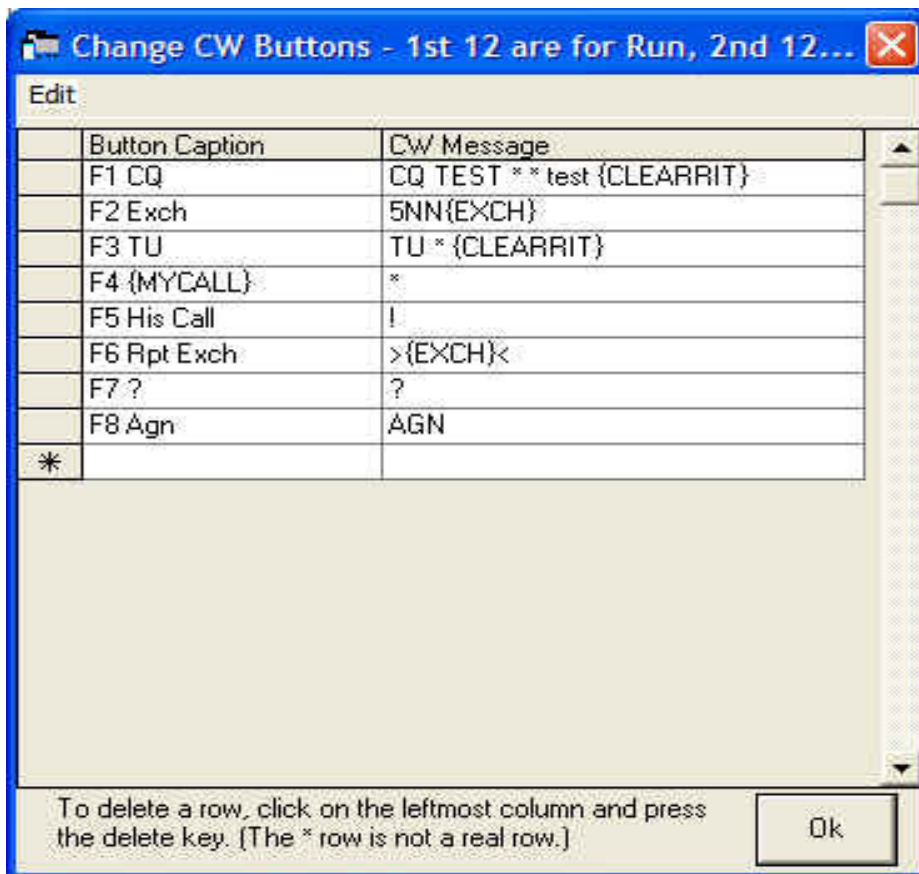 Change CW Buttons - 1st 12 are for Run, 2nd 12...
Edit
Button Caption CW Message
F1 CQ CQ TEST * * test {CLEARRIT}
F2 Exch 5NN{EXCH}
F3 TU TU * {CLEARRIT}
F4 {MYCALL} *
F5 His Call !
F6 Rpt Exch >{EXCH}<
F7 ? ?
F8 Agn AGN
*
To delete a row, click on the leftmost column and press
the delete key. (The * row is not a real row.)
Ok